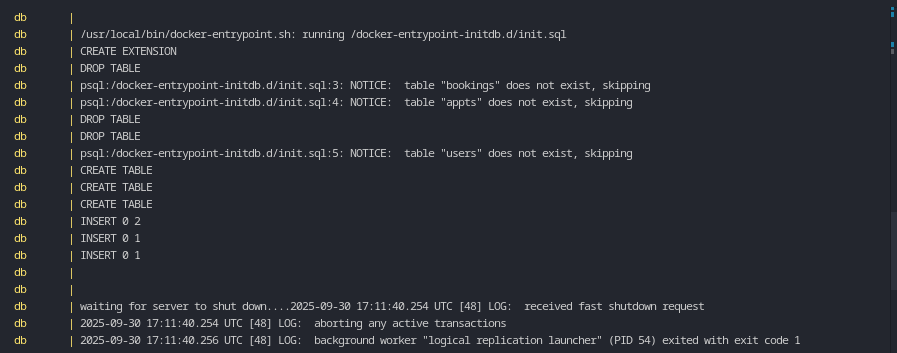 db       |
db       | /usr/local/bin/docker-entrypoint.sh: running /docker-entrypoint-initdb.d/init.sql
db       | CREATE EXTENSION
db       | DROP TABLE
db       | psql:/docker-entrypoint-initdb.d/init.sql:3: NOTICE:  table "bookings" does not exist, skipping
db       | psql:/docker-entrypoint-initdb.d/init.sql:4: NOTICE:  table "appts" does not exist, skipping
db       | DROP TABLE
db       | DROP TABLE
db       | psql:/docker-entrypoint-initdb.d/init.sql:5: NOTICE:  table "users" does not exist, skipping
db       | CREATE TABLE
db       | CREATE TABLE
db       | CREATE TABLE
db       | INSERT 0 2
db       | INSERT 0 1
db       | INSERT 0 1
db       |
db       |
db       | waiting for server to shut down....2025-09-30 17:11:40.254 UTC [48] LOG:  received fast shutdown request
db       | 2025-09-30 17:11:40.254 UTC [48] LOG:  aborting any active transactions
db       | 2025-09-30 17:11:40.256 UTC [48] LOG:  background worker "logical replication launcher" (PID 54) exited with exit code 1